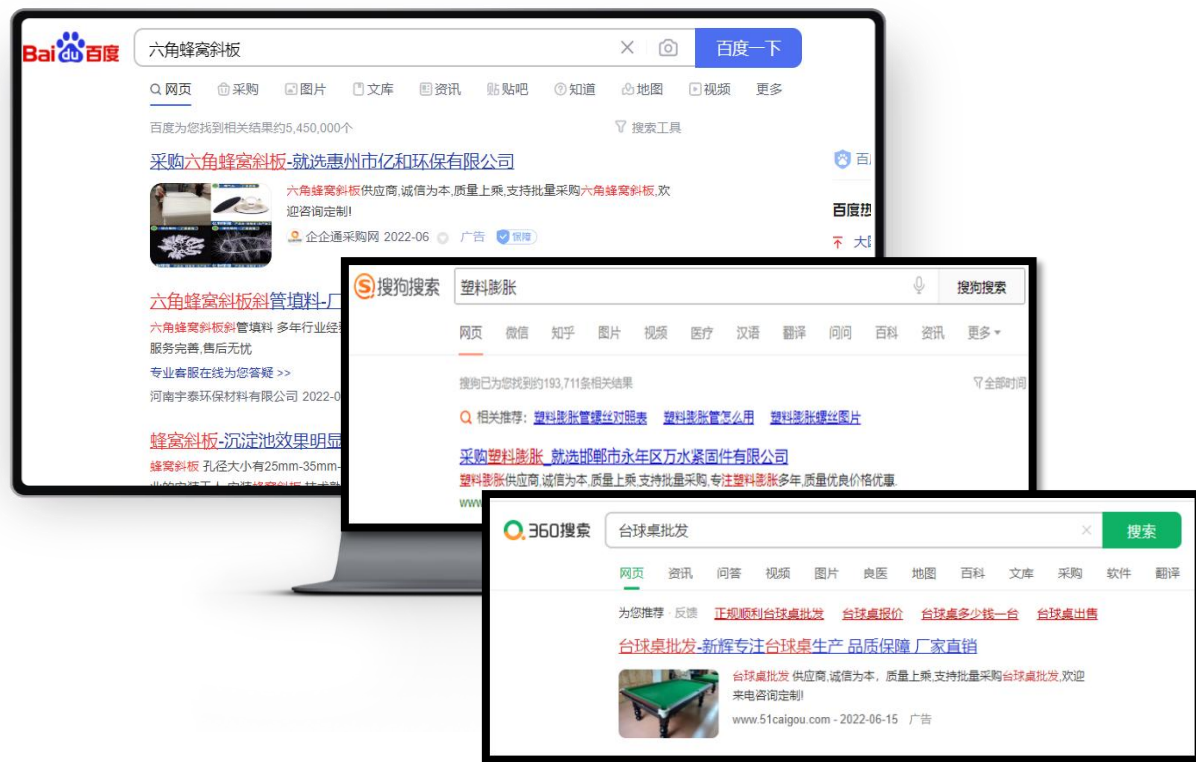 Bai du 百度
六角蜂窝斜板
百度一下
网页 采购 图片 文库 资讯 贴吧 知道 地图 视频 更多
百度为您找到相关结果约5,450,000个
搜索工具
采购六角蜂窝斜板-就选惠州市亿和环保有限公司
六角蜂窝斜板供应商,诚信为本,质量上乘,支持批量采购六角蜂窝斜板,欢
迎咨询定制!
企企通采购网 2022-06 广告 保障
百度热
六角蜂窝斜板斜管填料-厂
六角蜂窝斜板斜管填料 多年行业经
服务完善,售后无忧
专业客服在线为您答疑 >>
河南宇泰环保材料有限公司 2022-0
蜂窝斜板-沉淀池效果明显
蜂窝斜板 孔径大小有25mm-35mm-
搜狗搜索
塑料膨胀
搜狗搜索
网页 微信 知乎 图片 视频 医疗 汉语 翻译 问问 百科 资讯 更多
搜狗已为您找到约193,711条相关结果
全部时间
相关推荐: 塑料膨胀管螺丝对照表 塑料膨胀管怎么用 塑料膨胀螺丝图片
采购塑料膨胀_就选邯郸市永年区万水紧固件有限公司
塑料膨胀供应商,诚信为本,质量上乘,支持批量采购,专注塑料膨胀多年,质量优良价格优惠.
www
360搜索
台球桌批发
搜索
网页 资讯 问答 视频 图片 良医 地图 百科 文库 采购 软件 翻译
为您推荐 · 反馈 正规顺利台球桌批发 台球桌报价 台球桌多少钱一台 台球桌出售
台球桌批发-新辉专注台球桌生产 品质保障 厂家直销
台球桌批发 供应商,诚信为本，质量上乘,支持批量采购台球桌批发,欢迎
来电咨询定制!
www.51caigou.com - 2022-06-15 广告